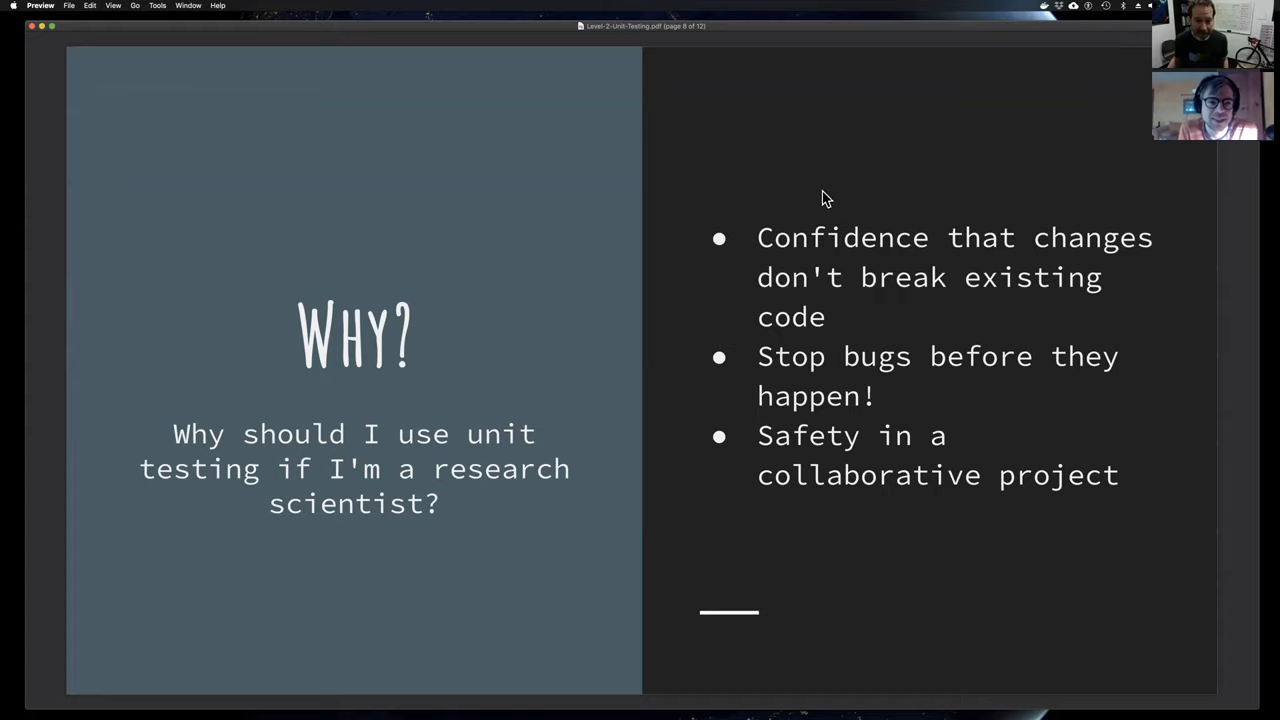 Preview File Edit View Go Tools Window Help
Level-2-Unit-Testing.pdf (page 8 of 12)
WHY?
Why should I use unit
testing if I'm a research
scientist?
● Confidence that changes
don't break existing
code
● Stop bugs before they
happen!
● Safety in a
collaborative project